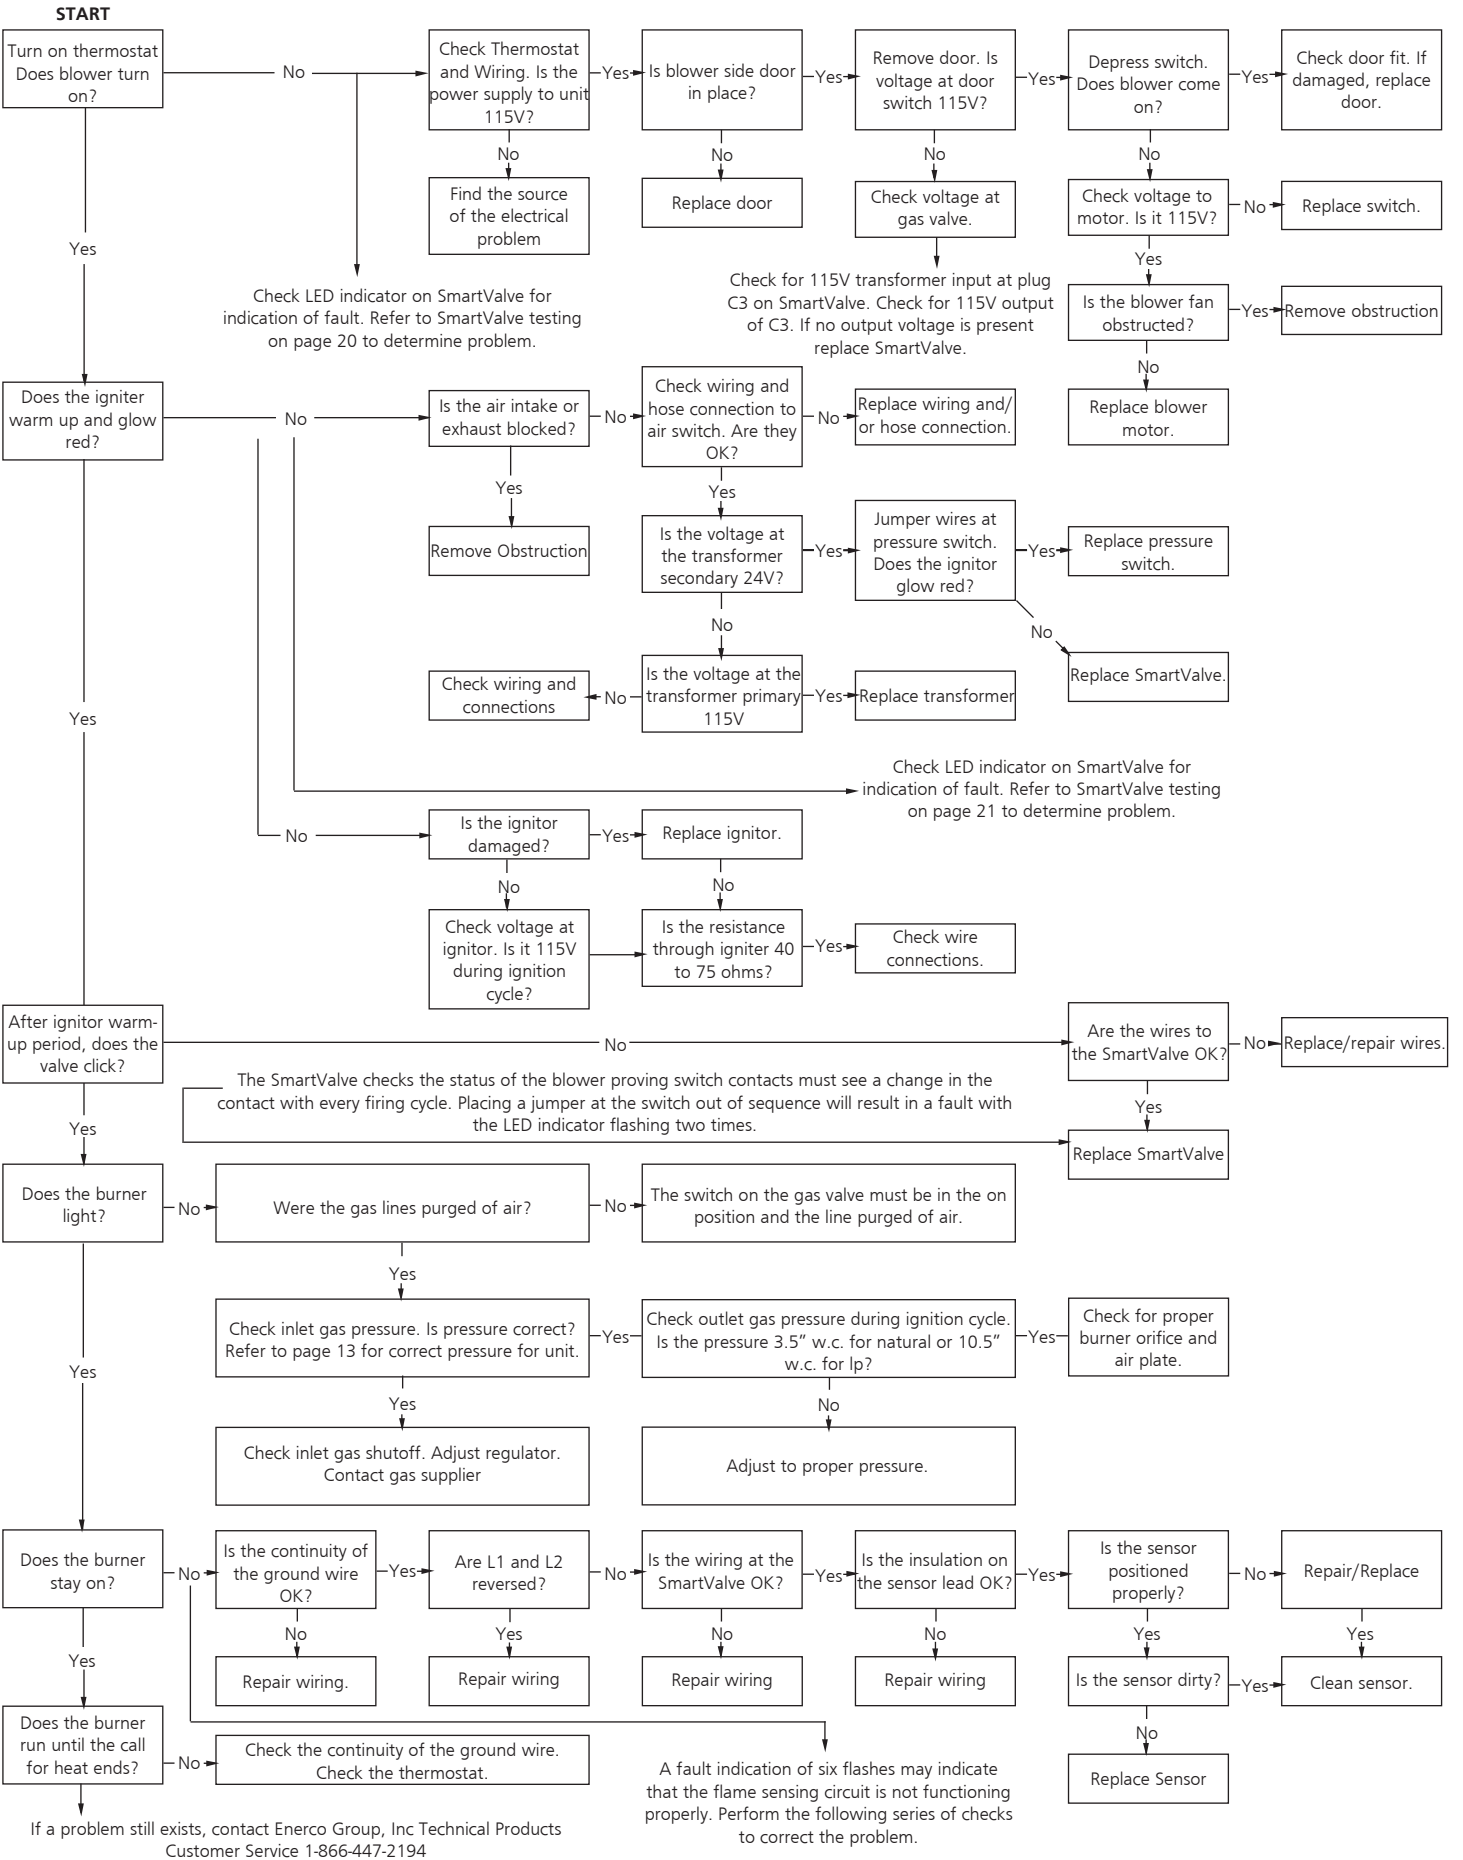 START
Turn on thermostat
Does blower turn
on?
No
Check Thermostat
and Wiring. Is the
power supply to unit
115V?
Yes
Is blower side door
in place?
Yes
Remove door. Is
voltage at door
switch 115V?
Yes
Depress switch.
Does blower come
on?
Yes
Check door fit. If
damaged, replace
door.
No
Find the source
of the electrical
problem
No
Replace door
No
Check voltage at
gas valve.
No
Check voltage to
motor. Is it 115V?
No
Replace switch.
Yes
Yes
Check LED indicator on SmartValve for
indication of fault. Refer to SmartValve testing
on page 20 to determine problem.
Check for 115V transformer input at plug
C3 on SmartValve. Check for 115V output
of C3. If no output voltage is present
replace SmartValve.
Is the blower fan
obstructed?
Yes
Remove obstruction
No
Replace blower
motor.
Does the igniter
warm up and glow
red?
No
Is the air intake or
exhaust blocked?
No
Check wiring and
hose connection to
air switch. Are they
OK?
No
Replace wiring and/
or hose connection.
Yes
Remove Obstruction
Yes
Is the voltage at
the transformer
secondary 24V?
Yes
Jumper wires at
pressure switch.
Does the ignitor
glow red?
Yes
Replace pressure
switch.
No
Replace SmartValve.
No
Is the voltage at the
transformer primary
115V
No
Check wiring and
connections
Yes
Replace transformer
Yes
Check LED indicator on SmartValve for
indication of fault. Refer to SmartValve testing
on page 21 to determine problem.
No
Is the ignitor
damaged?
Yes
Replace ignitor.
No
No
Check voltage at
ignitor. Is it 115V
during ignition
cycle?
Is the resistance
through igniter 40
to 75 ohms?
Yes
Check wire
connections.
After ignitor warm-
up period, does the
valve click?
No
Are the wires to
the SmartValve OK?
No
Replace/repair wires.
The SmartValve checks the status of the blower proving switch contacts must see a change in the
contact with every firing cycle. Placing a jumper at the switch out of sequence will result in a fault with
the LED indicator flashing two times.
Yes
Replace SmartValve
Yes
Does the burner
light?
No
Were the gas lines purged of air?
No
The switch on the gas valve must be in the on
position and the line purged of air.
Yes
Check inlet gas pressure. Is pressure correct?
Refer to page 13 for correct pressure for unit.
Yes
Check outlet gas pressure during ignition cycle.
Is the pressure 3.5" w.c. for natural or 10.5"
w.c. for lp?
Yes
Check for proper
burner orifice and
air plate.
Yes
Yes
Check inlet gas shutoff. Adjust regulator.
Contact gas supplier
No
Adjust to proper pressure.
Does the burner
stay on?
No
Is the continuity of
the ground wire
OK?
Yes
Are L1 and L2
reversed?
No
Is the wiring at the
SmartValve OK?
Yes
Is the insulation on
the sensor lead OK?
Yes
Is the sensor
positioned
properly?
No
Repair/Replace
Yes
No
Repair wiring.
Yes
Repair wiring
No
Repair wiring
No
Repair wiring
Yes
Is the sensor dirty?
Yes
Yes
Clean sensor.
No
Replace Sensor
Does the burner
run until the call
for heat ends?
No
Check the continuity of the ground wire.
Check the thermostat.
A fault indication of six flashes may indicate
that the flame sensing circuit is not functioning
properly. Perform the following series of checks
to correct the problem.
If a problem still exists, contact Enerco Group, Inc Technical Products
Customer Service 1-866-447-2194